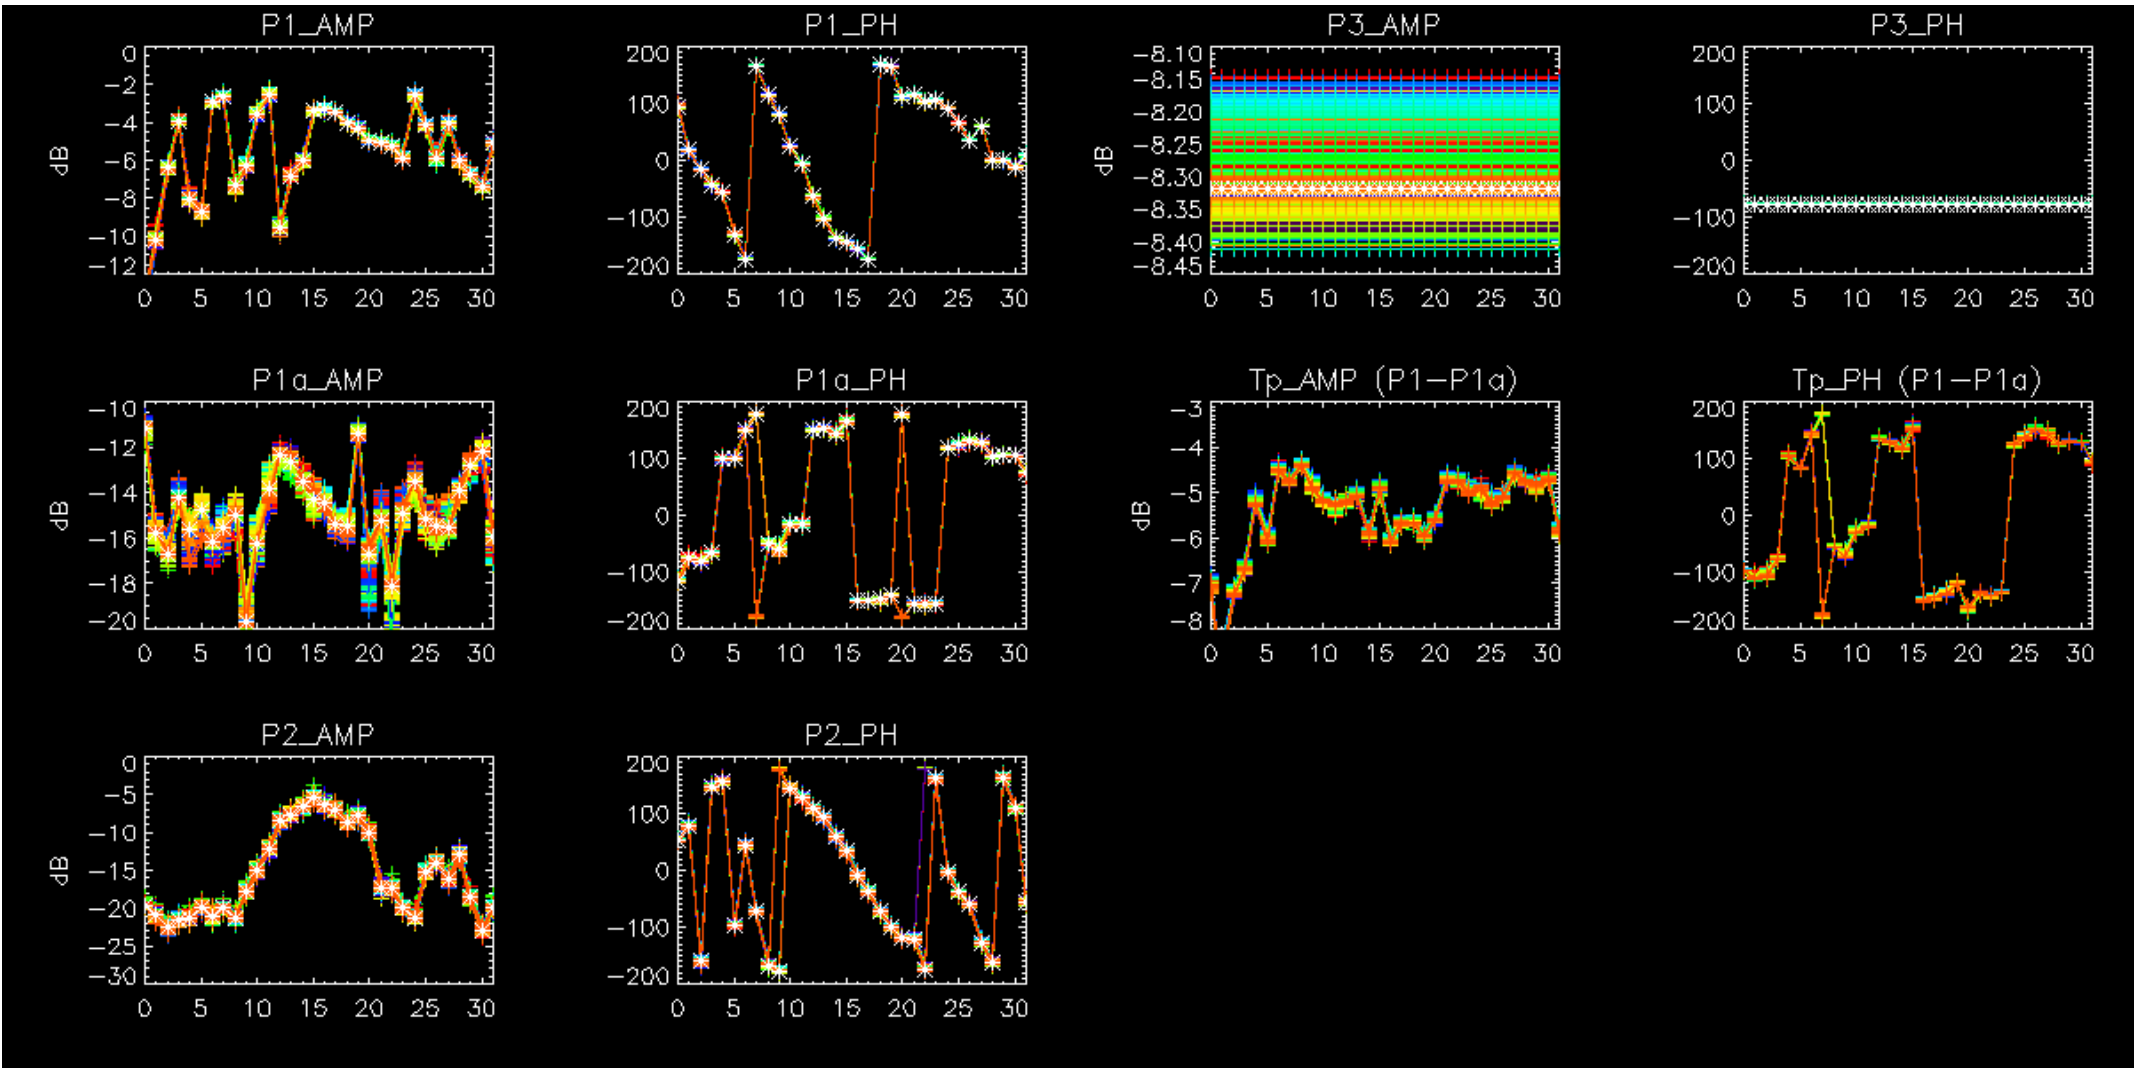 P1_AMP
0
−2
−4
−6
−8
−10
−12
dB
0 5 10 15 20 25 30
P1_PH
200
100
0
−100
−200
0 5 10 15 20 25 30
P3_AMP
−8.10
−8.15
−8.20
−8.25
−8.30
−8.35
−8.40
−8.45
dB
0 5 10 15 20 25 30
P3_PH
200
100
0
−100
−200
0 5 10 15 20 25 30
P1a_AMP
−10
−12
−14
−16
−18
−20
dB
0 5 10 15 20 25 30
P1a_PH
200
100
0
−100
−200
0 5 10 15 20 25 30
Tp_AMP (P1−P1a)
−3
−4
−5
−6
−7
−8
dB
0 5 10 15 20 25 30
Tp_PH (P1−P1a)
200
100
0
−100
−200
0 5 10 15 20 25 30
P2_AMP
0
−5
−10
−15
−20
−25
−30
dB
0 5 10 15 20 25 30
P2_PH
200
100
0
−100
−200
0 5 10 15 20 25 30